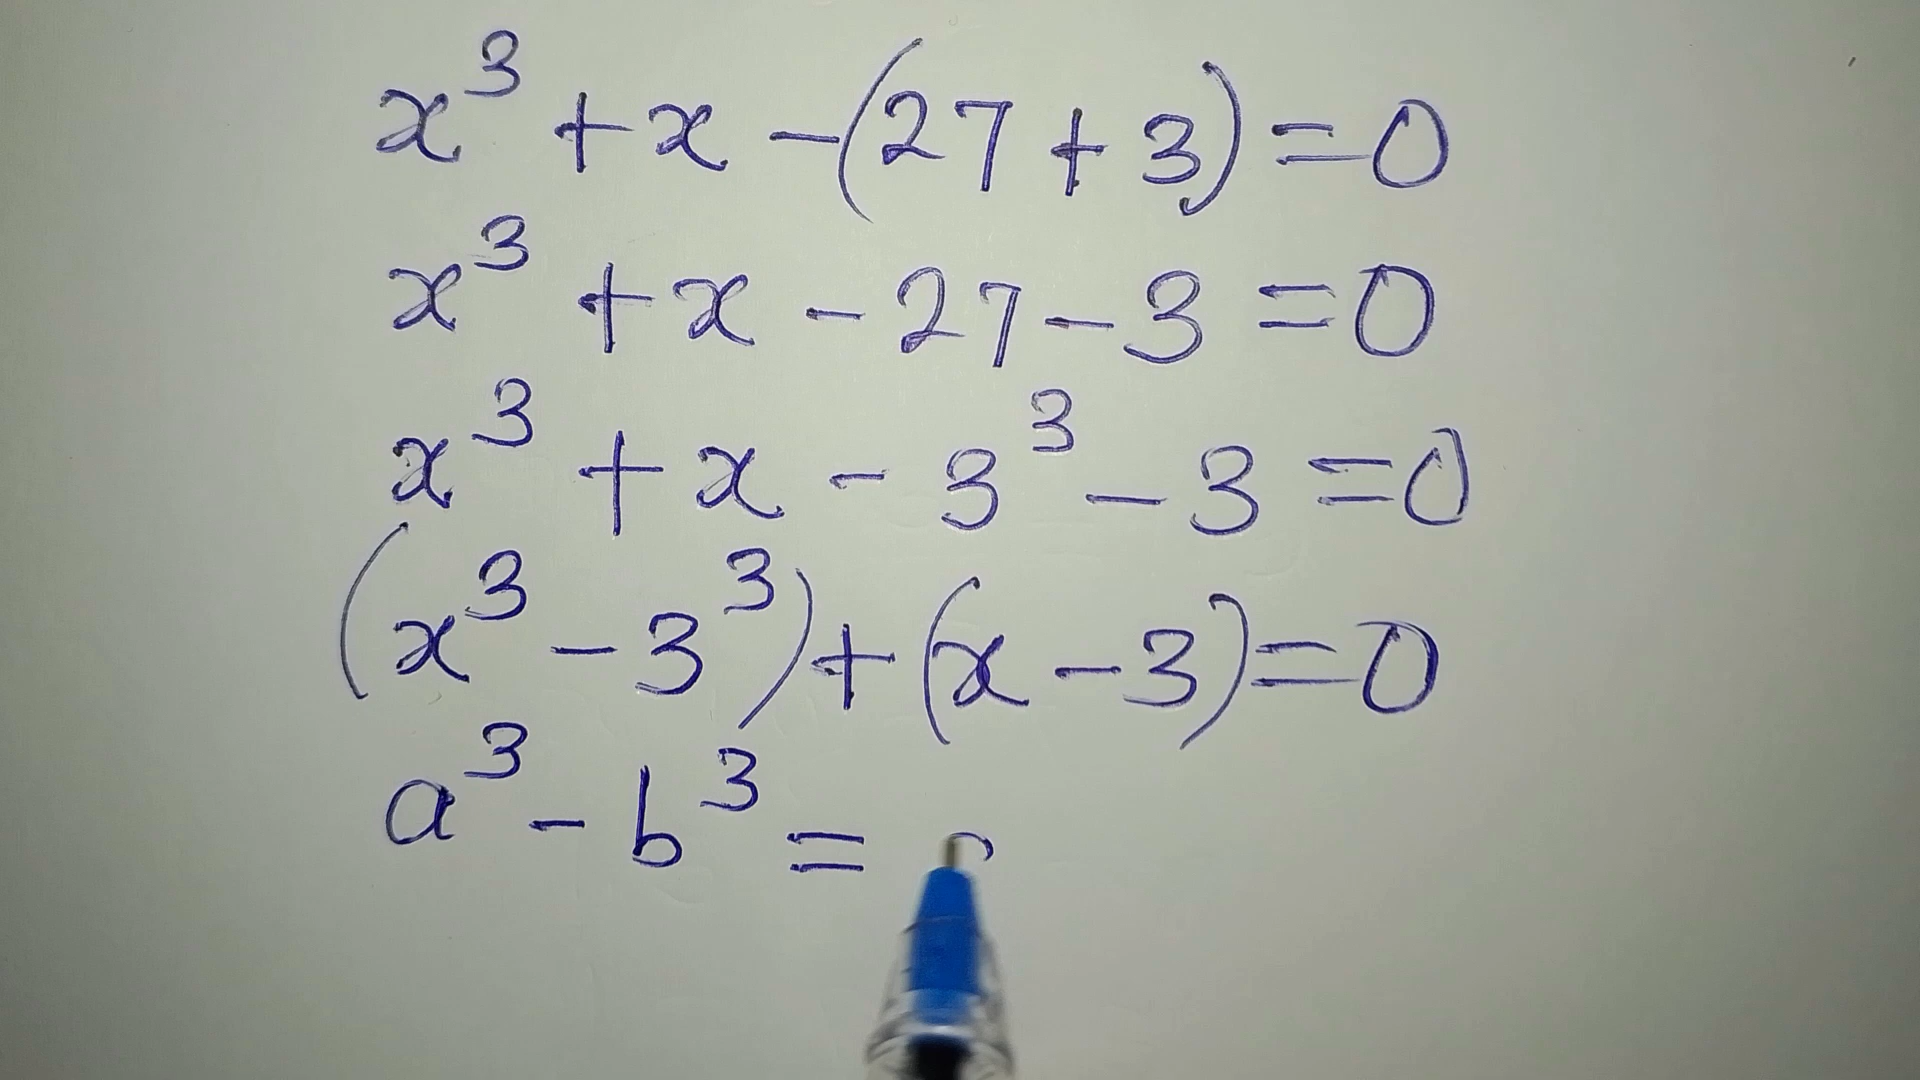 x³ + x - (27 + 3) = 0
x³ + x - 27 - 3 = 0
x³ + x - 3³ - 3 = 0
(x³ - 3³) + (x - 3) = 0
a³ - b³ =